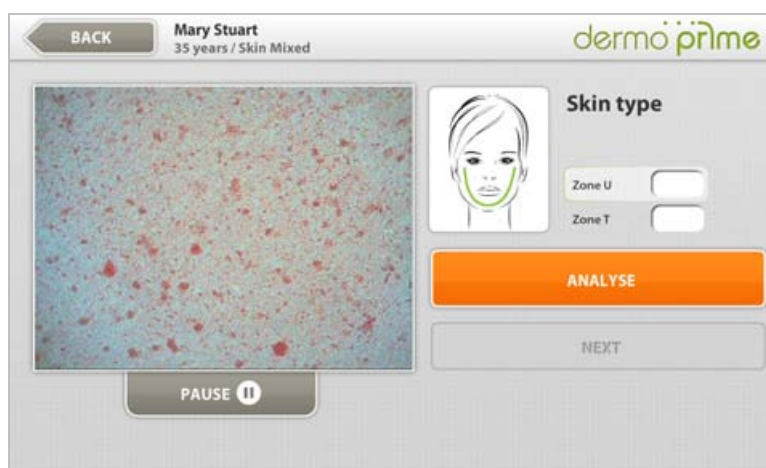 BACK
Mary Stuart
35 years / Skin Mixed
dermo prime
Skin type
Zone U
Zone T
ANALYSE
NEXT
PAUSE